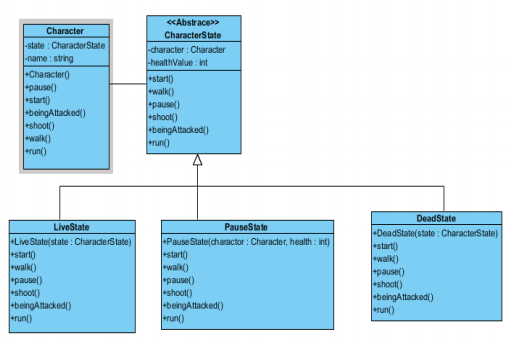 Character
-state : CharacterState
-name : string
+Character()
+pause()
+start()
+beingAttacked()
+shoot()
+walk()
+run()
<<Abstrace>>
CharacterState
-character : Character
-healthValue : int
+start()
+walk()
+pause()
+shoot()
+beingAttacked()
+run()
LiveState
+LiveState(state : CharacterState)
+start()
+walk()
+pause()
+shoot()
+beingAttacked()
+run()
PauseState
+PauseState(charactor : Character, health : int)
+start()
+walk()
+pause()
+shoot()
+beingAttacked()
+run()
DeadState
+DeadState(state : CharacterState)
+start()
+walk()
+pause()
+shoot()
+beingAttacked()
+run()